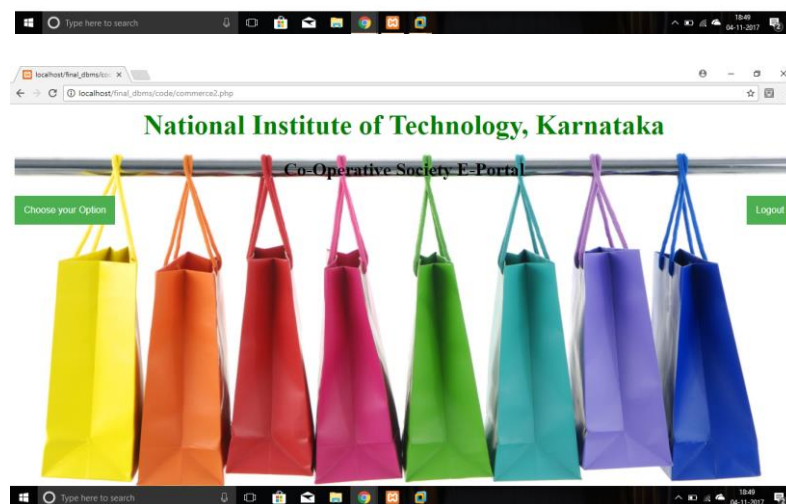 Type here to search
18:49
04-11-2017
2
localhost/final_dbms/co
localhost/final_dbms/code/commerce2.php
National Institute of Technology, Karnataka
Co-Operative Society E-Portal
Choose your Option
Logout
Type here to search
18:49
04-11-2017